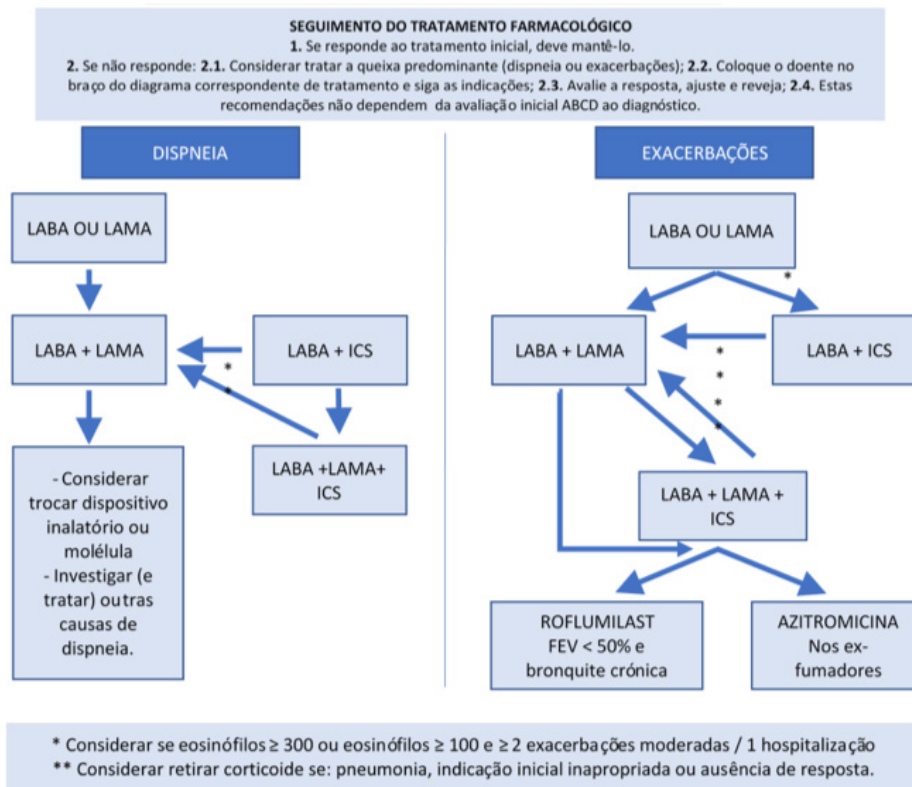 SEGUIMENTO DO TRATAMENTO FARMACOLÓGICO
1. Se responde ao tratamento inicial, deve mantê-lo.
2. Se não responde: 2.1. Considerar tratar a queixa predominante (dispneia ou exacerbações); 2.2. Coloque o doente no
braço do diagrama correspondente de tratamento e siga as indicações; 2.3. Avalie a resposta, ajuste e reveja; 2.4. Estas
recomendações não dependem da avaliação inicial ABCD ao diagnóstico.
DISPNEIA
LABA OU LAMA
LABA + LAMA
LABA + ICS
*
*
LABA +LAMA+
ICS
- Considerar
trocar dispositivo
inalatório ou
molélula
- Investigar (e
tratar) outras
causas de
dispneia.
EXACERBAÇÕES
LABA OU LAMA
*
LABA + LAMA
LABA + ICS
*
*
*
*
LABA + LAMA +
ICS
ROFLUMILAST
FEV < 50% e
bronquite crónica
AZITROMICINA
Nos ex-
fumadores
* Considerar se eosinófilos ≥ 300 ou eosinófilos ≥ 100 e ≥ 2 exacerbações moderadas / 1 hospitalização
** Considerar retirar corticoide se: pneumonia, indicação inicial inapropriada ou ausência de resposta.